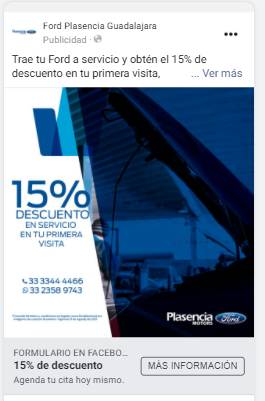 Ford Plasencia Guadalajara
Publicidad ·
Trae tu Ford a servicio y obtén el 15% de
descuento en tu primera visita, ... Ver más
15%
DESCUENTO
EN SERVICIO
EN TU PRIMERA
VISITA
33 3344 4466
33 2358 9743
Plasencia
MOTORS
Ford
FORMULARIO EN FACEBO...
15% de descuento
Agenda tu cita hoy mismo.
MÁS INFORMACIÓN